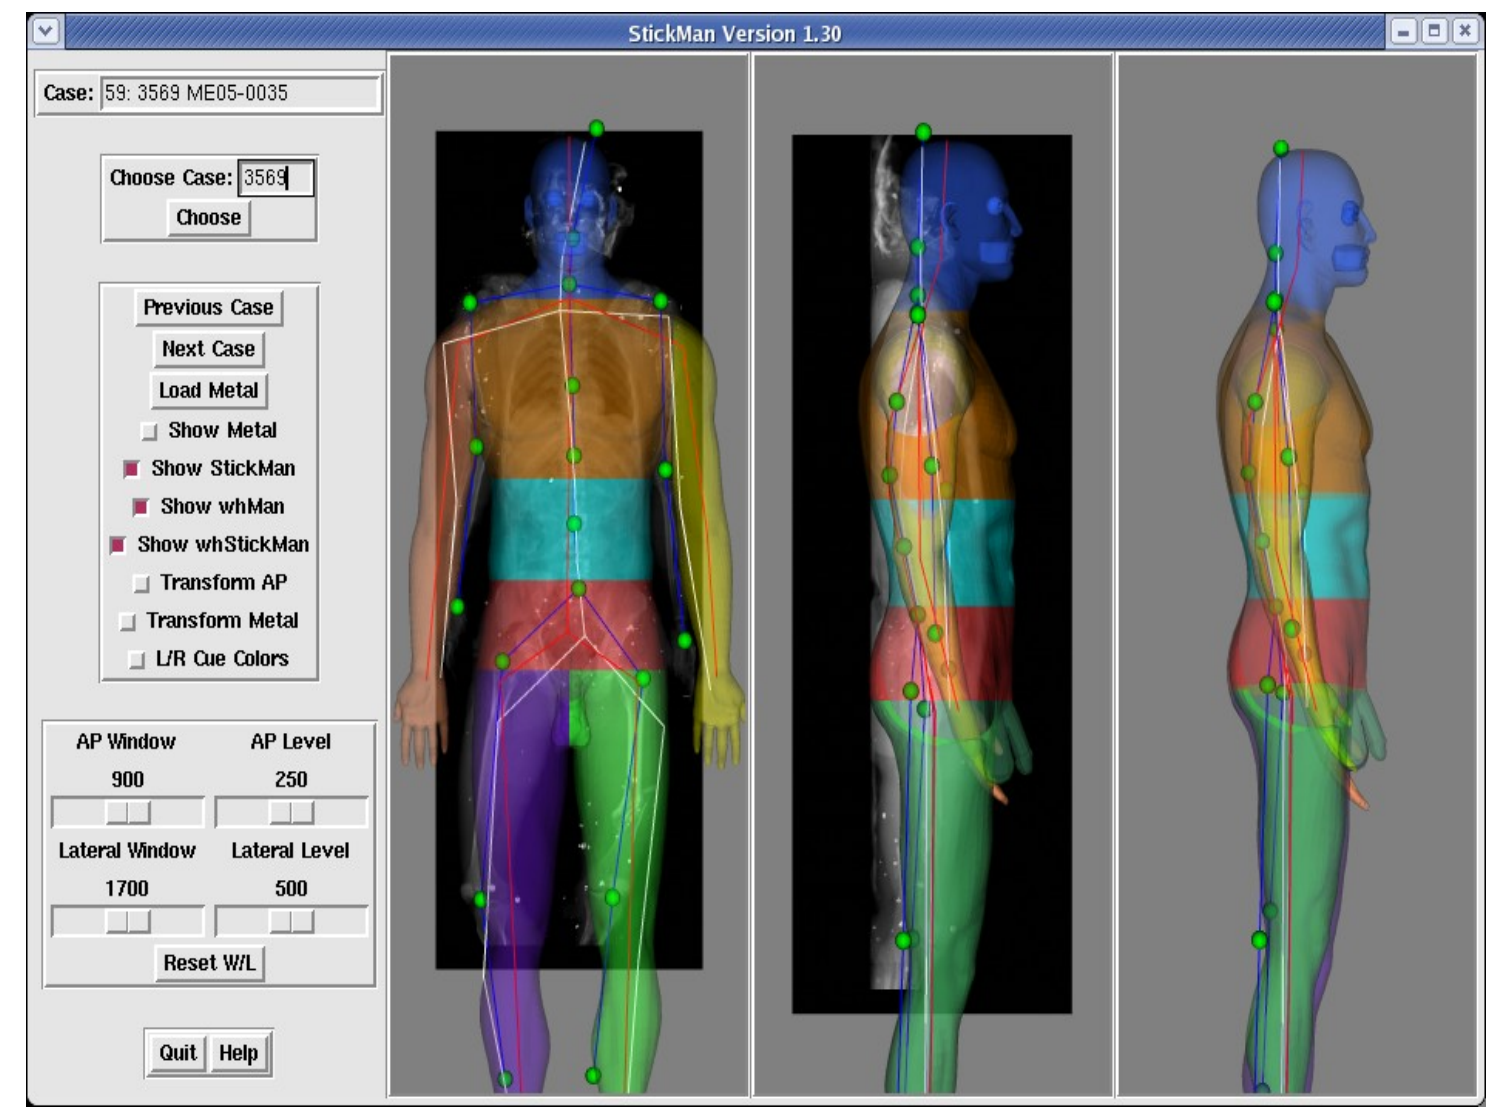 StickMan Version 1.30
Case: 59: 3569 ME05-0035
Choose Case: 3569
Choose
Previous Case
Next Case
Load Metal
Show Metal
Show StickMan
Show whMan
Show whStickMan
Transform AP
Transform Metal
L/R Cue Colors
AP Window AP Level
900 250
Lateral Window Lateral Level
1700 500
Reset W/L
Quit Help